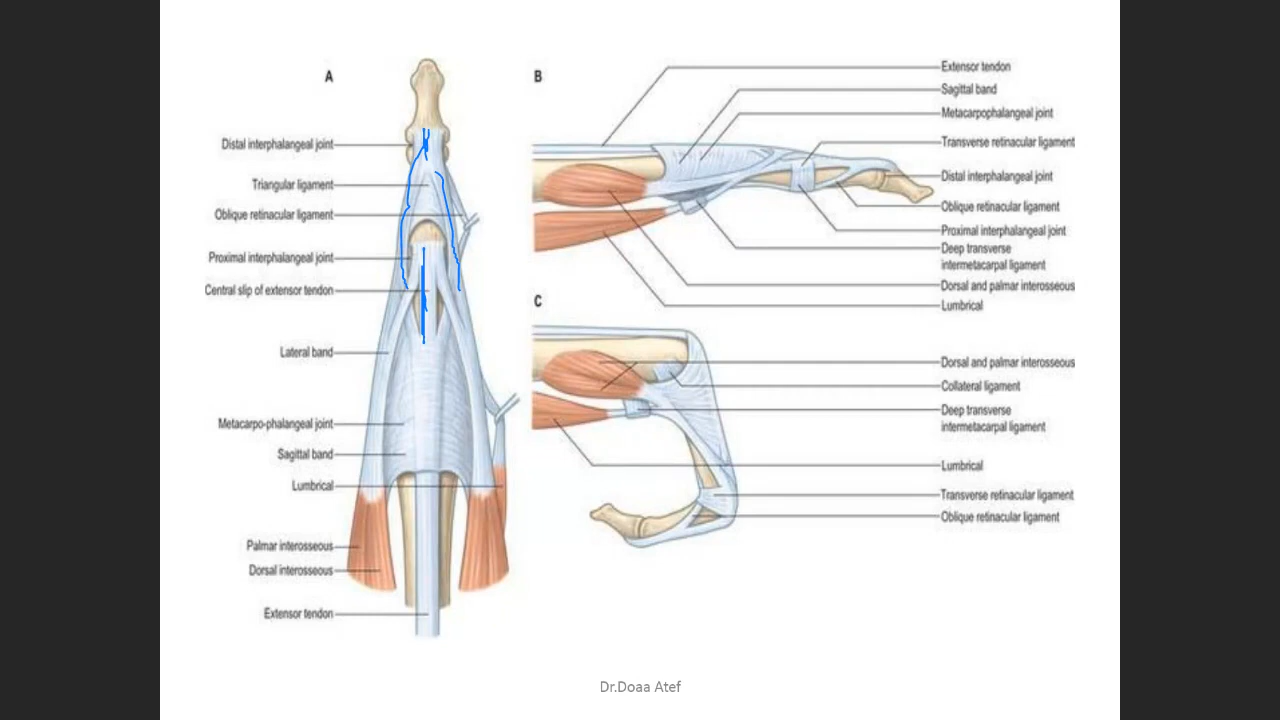 A
Distal interphalangeal joint
Triangular ligament
Oblique retinacular ligament
Proximal interphalangeal joint
Central slip of extensor tendon
Lateral band
Metacarpo-phalangeal joint
Sagittal band
Lumbrical
Palmar interosseous
Dorsal interosseous
Extensor tendon
B
Extensor tendon
Sagittal band
Metacarpophalangeal joint
Transverse retinacular ligament
Distal interphalangeal joint
Oblique retinacular ligament
Proximal interphalangeal joint
Deep transverse
intermetacarpal ligament
Dorsal and palmar interosseous
Lumbrical
C
Dorsal and palmar interosseous
Collateral ligament
Deep transverse
intermetacarpal ligament
Lumbrical
Transverse retinacular ligament
Oblique retinacular ligament
Dr.Doaa Atef